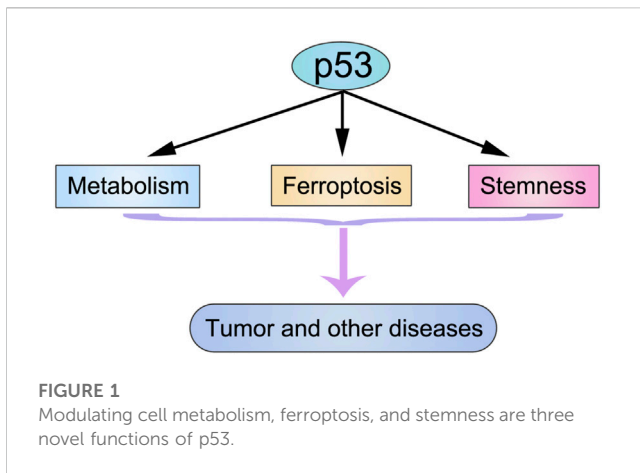 p53
Metabolism Ferroptosis Stemness
Tumor and other diseases
FIGURE 1
Modulating cell metabolism, ferroptosis, and stemness are three
novel functions of p53.